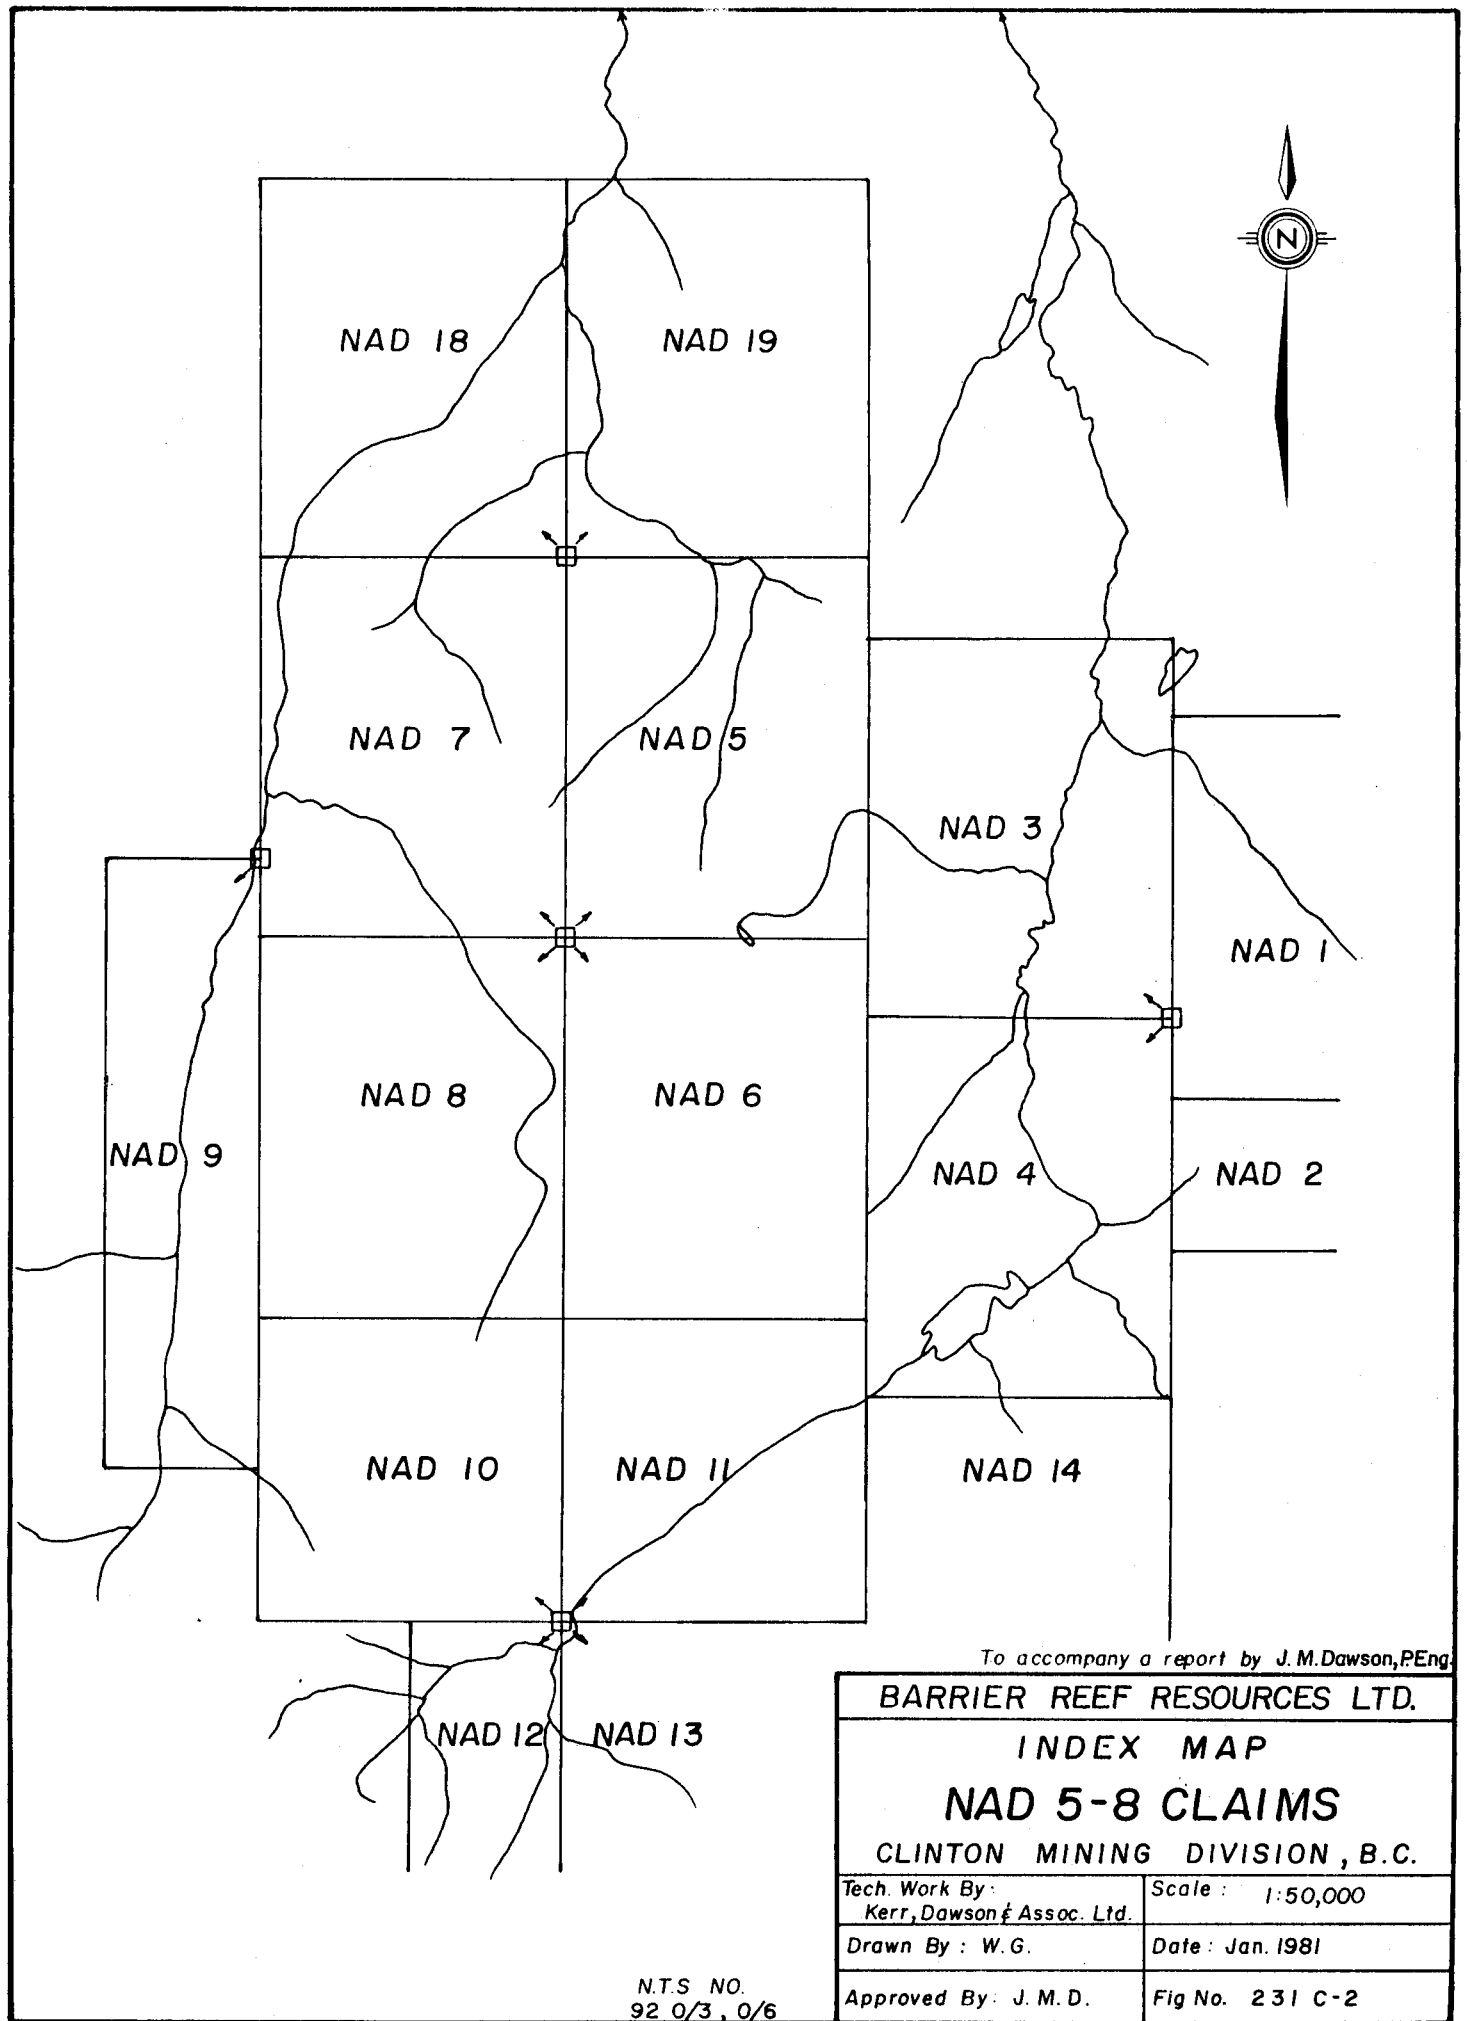 N
NAD 18
NAD 19
NAD 7
NAD 5
NAD 3
NAD 1
NAD 8
NAD 6
NAD 9
NAD 4
NAD 2
NAD 10
NAD 11
NAD 14
NAD 12
NAD 13
To accompany a report by J. M. Dawson, P.Eng.
BARRIER REEF RESOURCES LTD.
INDEX MAP
NAD 5-8 CLAIMS
CLINTON MINING DIVISION, B.C.
Tech. Work By:
Kerr, Dawson & Assoc. Ltd.
Scale: 1:50,000
Drawn By: W.G.
Date: Jan. 1981
Approved By: J. M. D.
Fig No. 231 C-2
N.T.S NO.
92 O/3, O/6